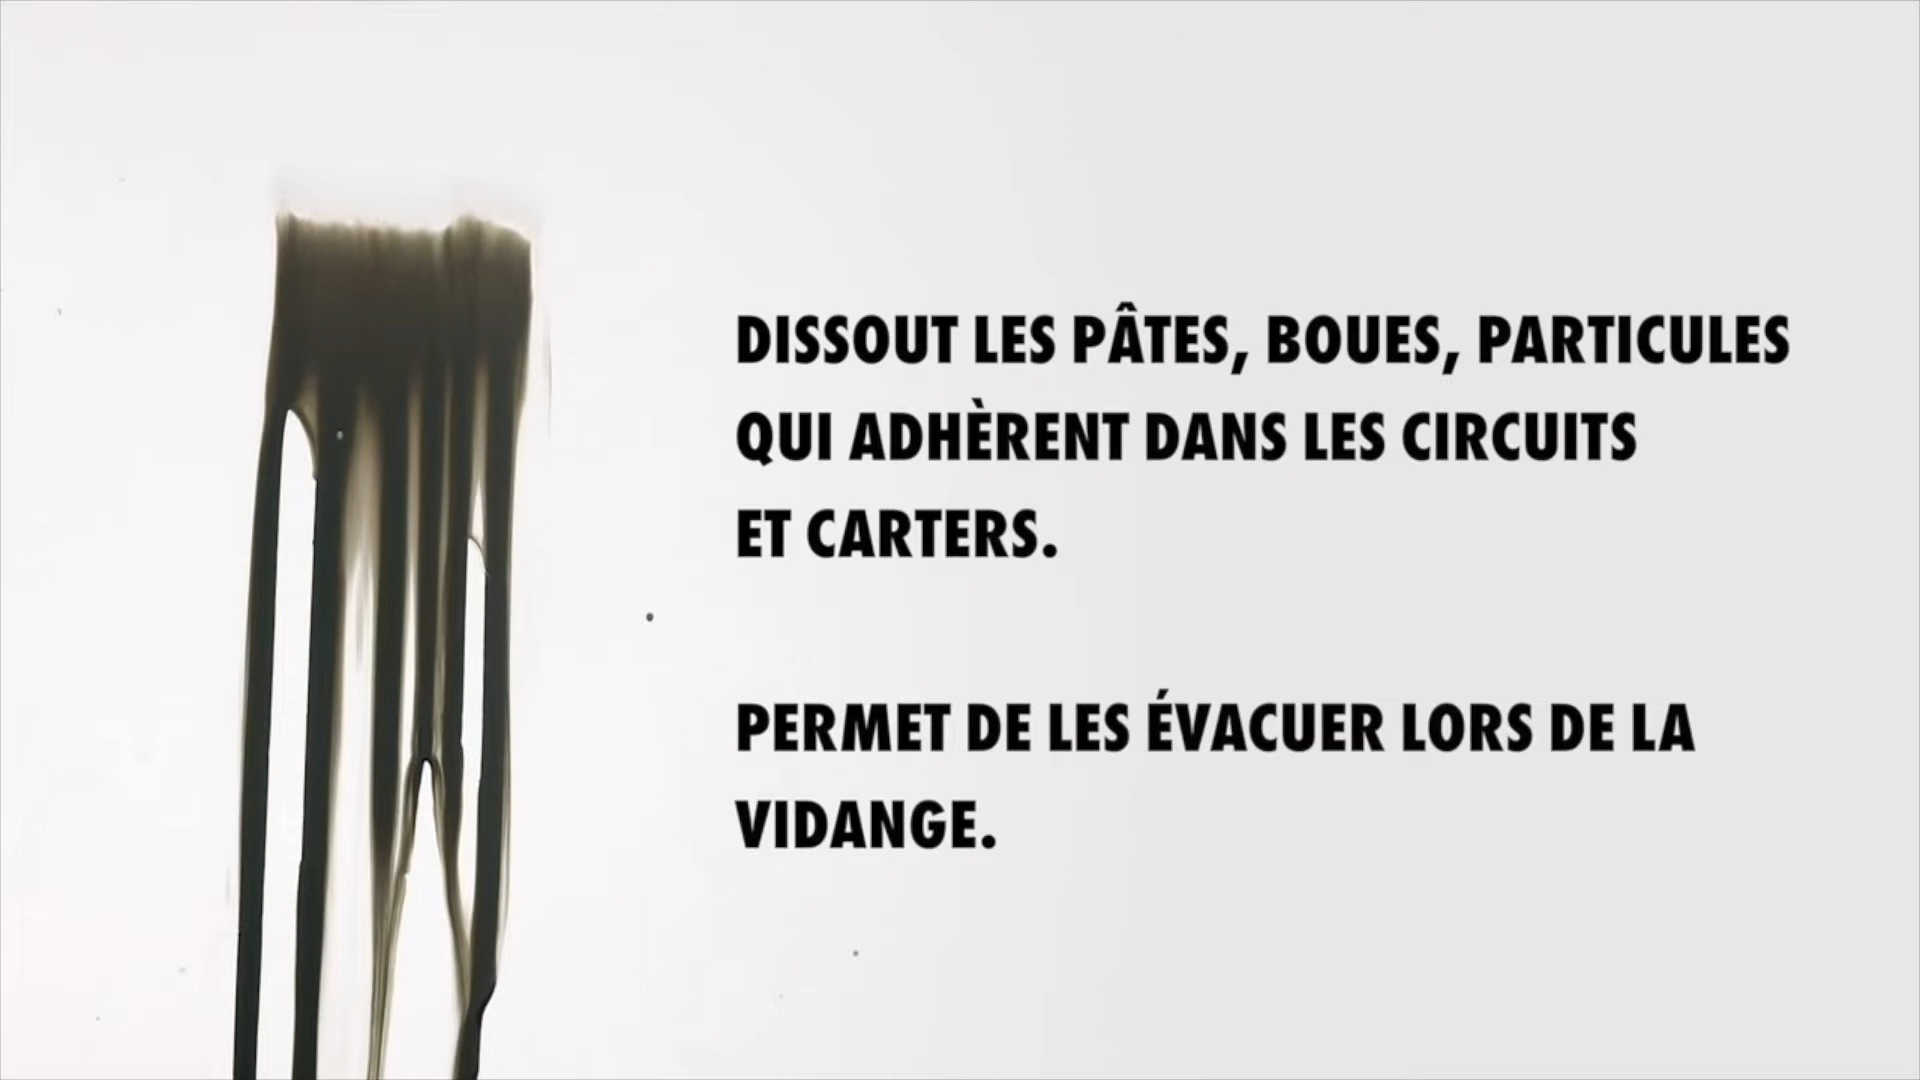 DISSOUT LES PÂTES, BOUES, PARTICULES
QUI ADHÈRENT DANS LES CIRCUITS
ET CARTERS.
PERMET DE LES ÉVACUER LORS DE LA
VIDANGE.